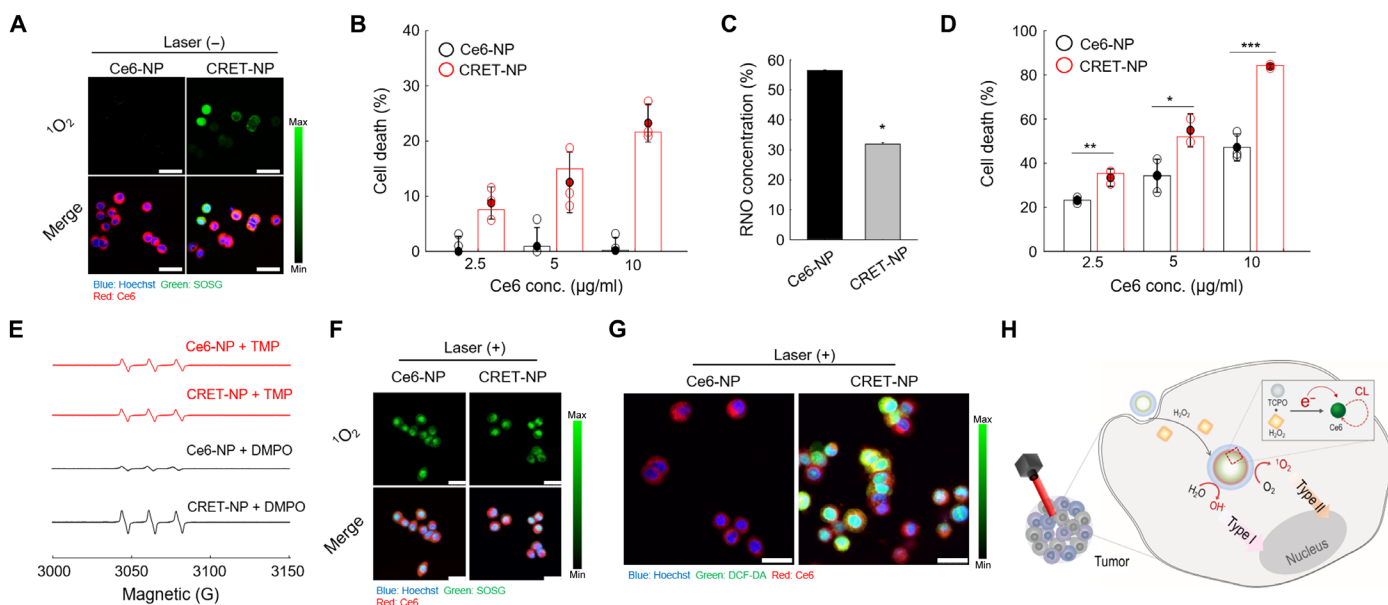 A
Laser (–)
Ce6-NP CRET-NP
¹O₂
Merge
Max
Min
Blue: Hoechst Green: SOSG
Red: Ce6
B
Cell death (%)
40
30
20
10
0
Ce6-NP
CRET-NP
2.5 5 10
Ce6 conc. (µg/ml)
C
RNO concentration (%)
60
50
40
30
20
10
0
*
Ce6-NP
CRET-NP
D
Cell death (%)
100
80
60
40
20
0
Ce6-NP
CRET-NP
**
*
***
2.5 5 10
Ce6 conc. (µg/ml)
E
Ce6-NP + TMP
CRET-NP + TMP
Ce6-NP + DMPO
CRET-NP + DMPO
3000 3050 3100 3150
Magnetic (G)
F
Laser (+)
Ce6-NP CRET-NP
¹O₂
Merge
Max
Min
Blue: Hoechst Green: SOSG
Red: Ce6
G
Laser (+)
Ce6-NP CRET-NP
Max
Min
Blue: Hoechst Green: DCF-DA Red: Ce6
H
TCPO
+
H₂O₂
e⁻
CL
Ce6
H₂O₂
¹O₂
O₂
H₂O
OH·
Type II
Type I
Nucleus
Tumor